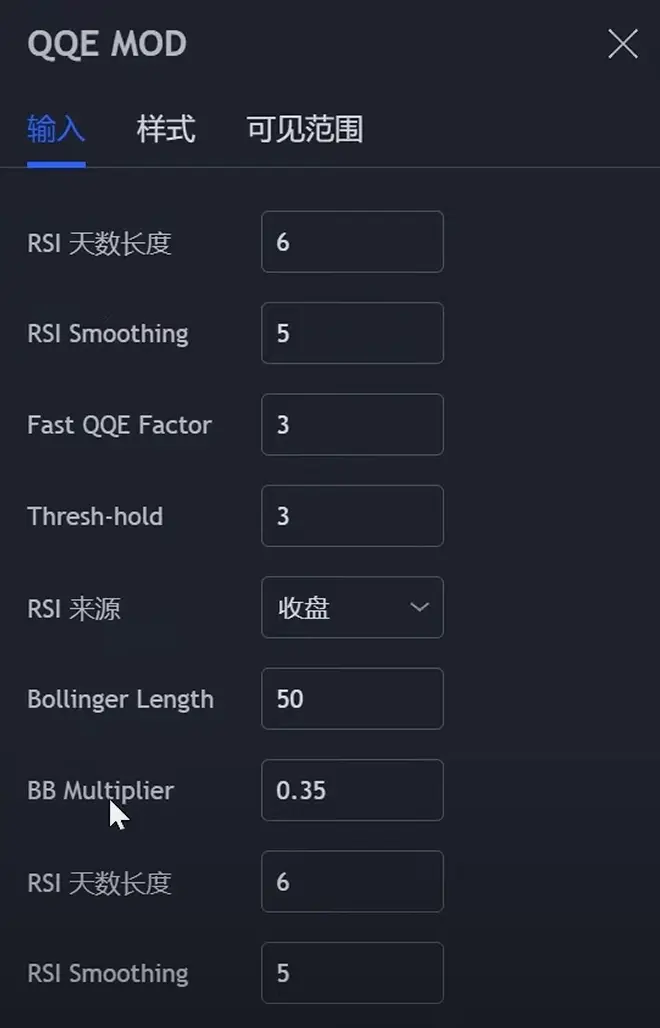 QQE MOD
输入 样式 可见范围
RSI 天数长度 6
RSI Smoothing 5
Fast QQE Factor 3
Thresh-hold 3
RSI 来源 收盘
Bollinger Length 50
BB Multiplier 0.35
RSI 天数长度 6
RSI Smoothing 5